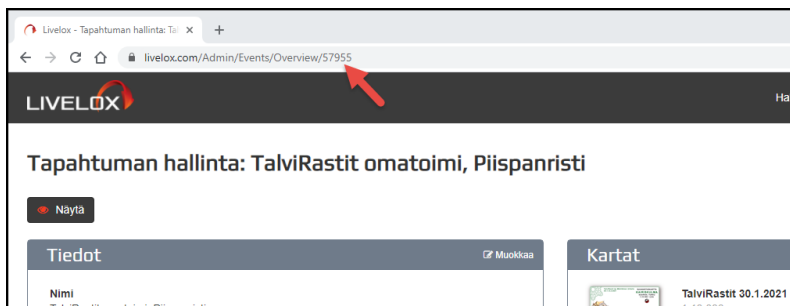 Livelox - Tapahtuman hallinta: Tal
livelox.com/Admin/Events/Overview/57955
LIVELOX
Ha
Tapahtuman hallinta: TalviRastit omatoimi, Piispanristi
Näytä
Tiedot
Muokkaa
Kartat
Nimi
TalviRastit 30.1.2021